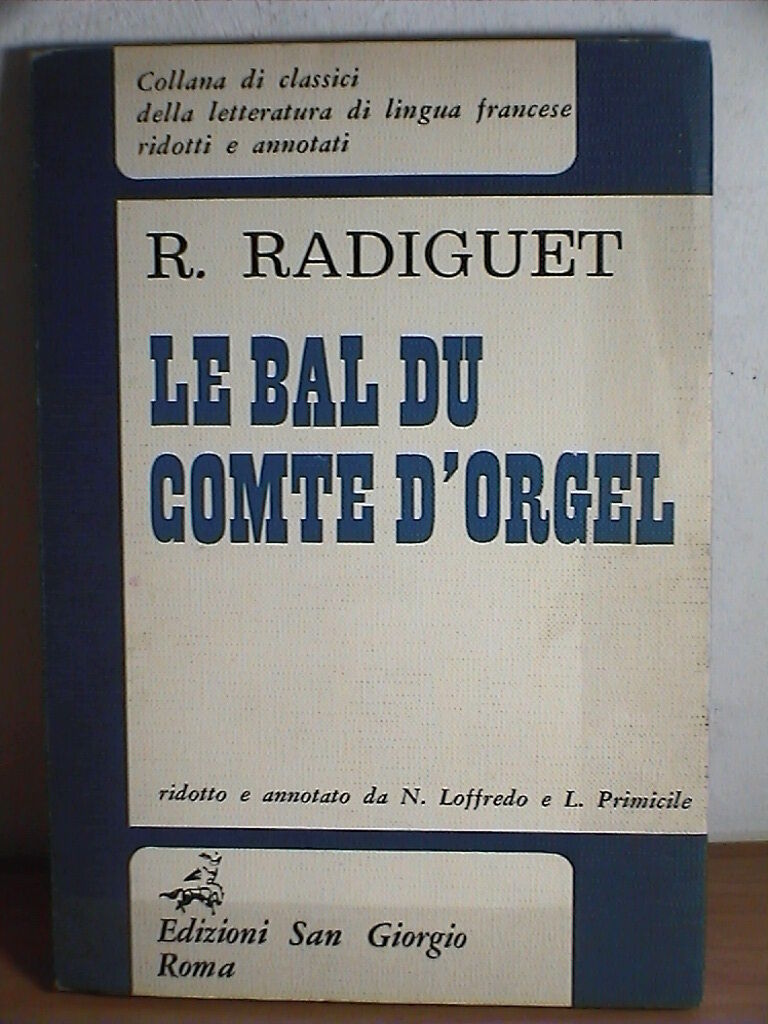 Collana di classici
della letteratura di lingua francese
ridotti e annotati
R. RADIGUET
LE BAL DU
COMTE D'ORGEL
ridotto e annotato da N. Loffredo e L. Primicile
Edizioni San Giorgio
Roma